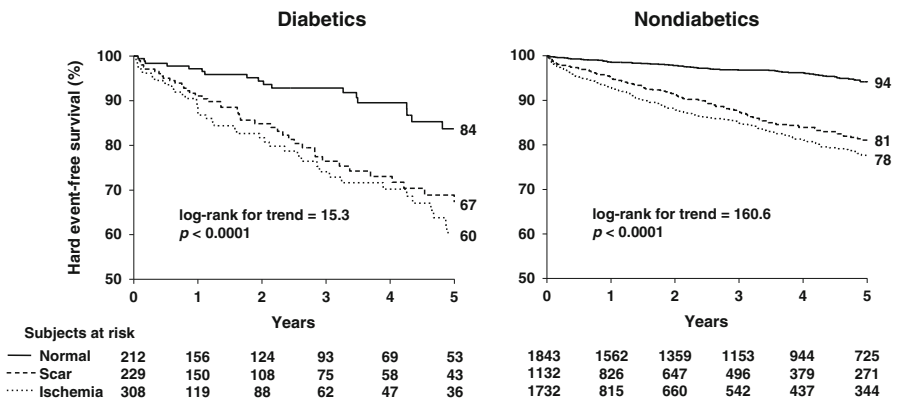 Diabetics
Nondiabetics
Hard event-free survival (%)
100
90
80
70
60
50
84
67
60
log-rank for trend = 15.3
p < 0.0001
0 1 2 3 4 5
Years
100
90
80
70
60
50
94
81
78
log-rank for trend = 160.6
p < 0.0001
0 1 2 3 4 5
Years
Subjects at risk
Normal 212 156 124 93 69 53 1843 1562 1359 1153 944 725
Scar 229 150 108 75 58 43 1132 826 647 496 379 271
Ischemia 308 119 88 62 47 36 1732 815 660 542 437 344